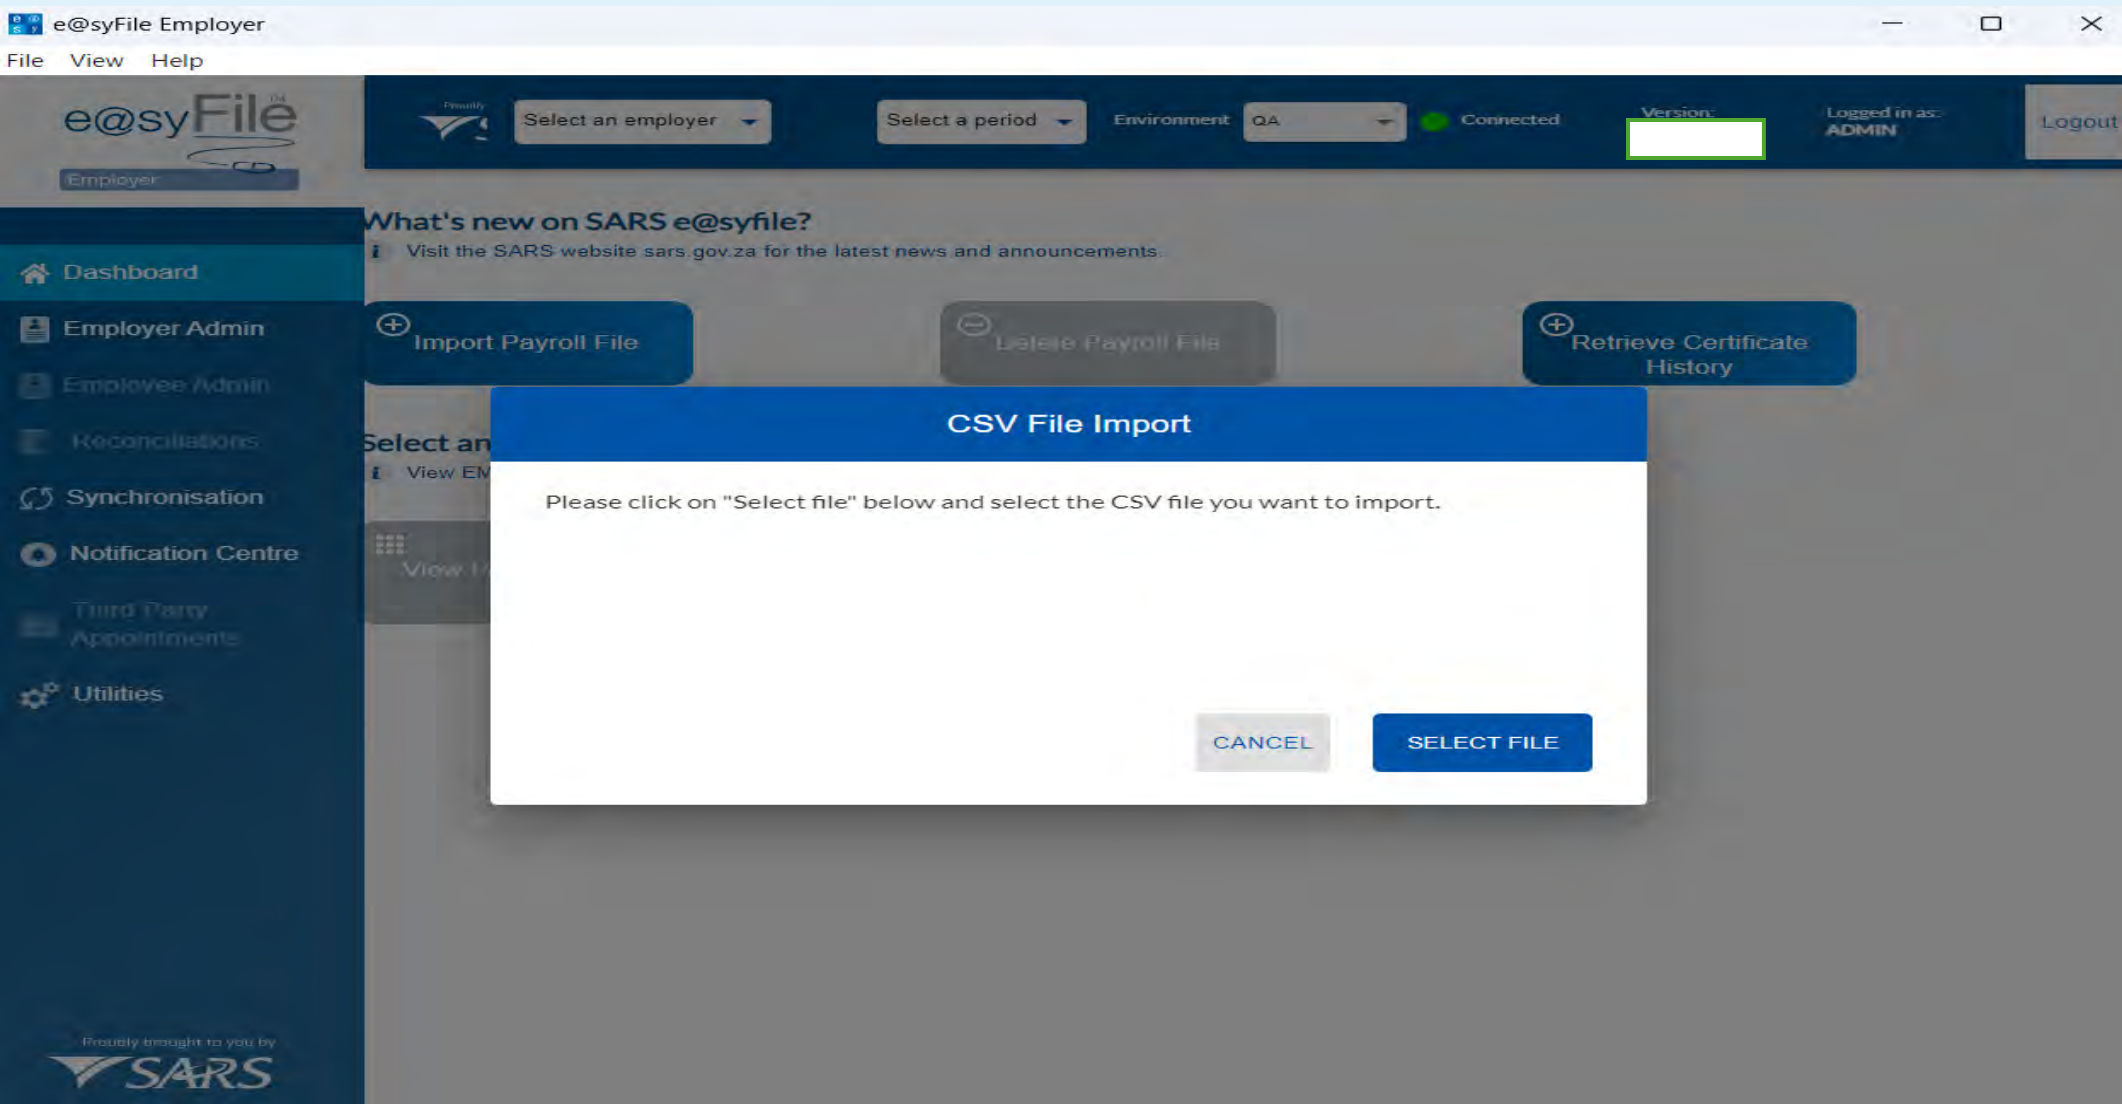 e@syFile Employer
File View Help
e@syFile™
Employer
Proudly
Select an employer
Select a period
Environment
QA
Connected
Version:
Logged in as:
ADMIN
Logout
What's new on SARS e@syfile?
i Visit the SARS website sars.gov.za for the latest news and announcements.
Dashboard
Employer Admin
Employee Admin
Reconciliations
Synchronisation
Notification Centre
Third Party
Appointments
Utilities
Import Payroll File
Delete Payroll File
Retrieve Certificate
History
Select an
i View EM
View
CSV File Import
Please click on "Select file" below and select the CSV file you want to import.
CANCEL
SELECT FILE
Proudly brought to you by
SARS